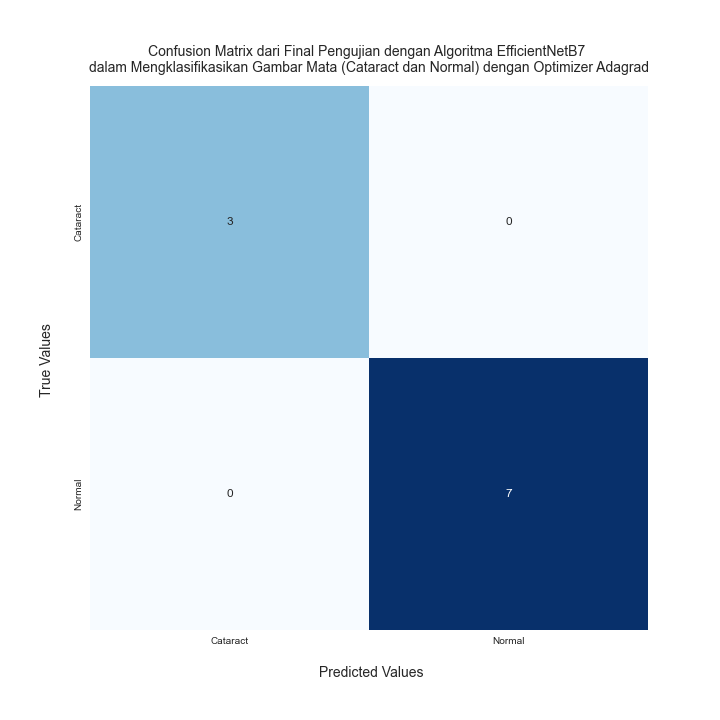 Confusion Matrix dari Final Pengujian dengan Algoritma EfficientNetB7
dalam Mengklasifikasikan Gambar Mata (Cataract dan Normal) dengan Optimizer Adagrad
True Values
Cataract
3
0
Normal
0
7
Cataract
Normal
Predicted Values